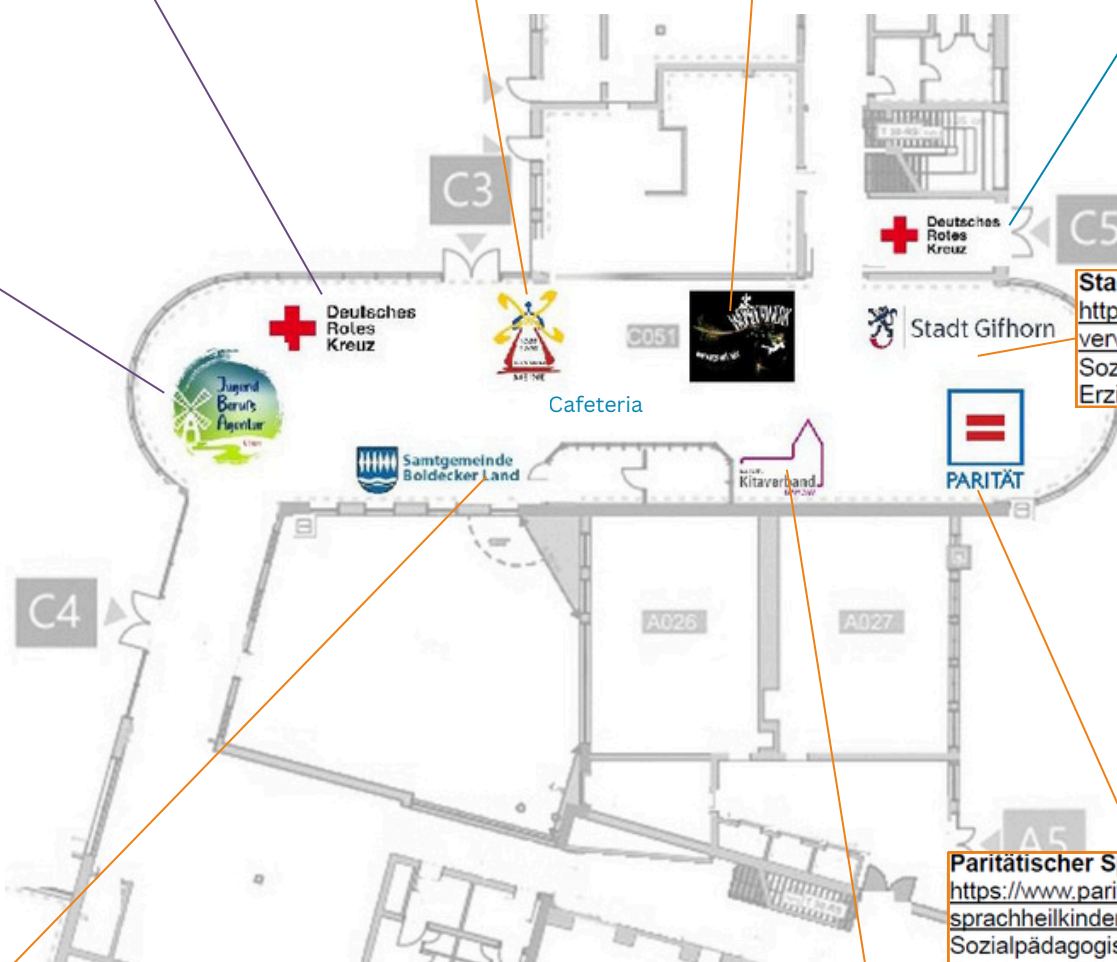 C3
Deutsches
Rotes
Kreuz
C5
Deutsches
Rotes
Kreuz
C051
Stadt Gifhorn
Sta
http
verv
Soz
Erz
Jugend
Berufs
Agentur
Cafeteria
Samtgemeinde
Boldecker Land
Kitaverband
PARITÄT
C4
A026
A027
A5
Paritätischer S
https://www.pari
sprachheilkinder
Sozialpädagogis